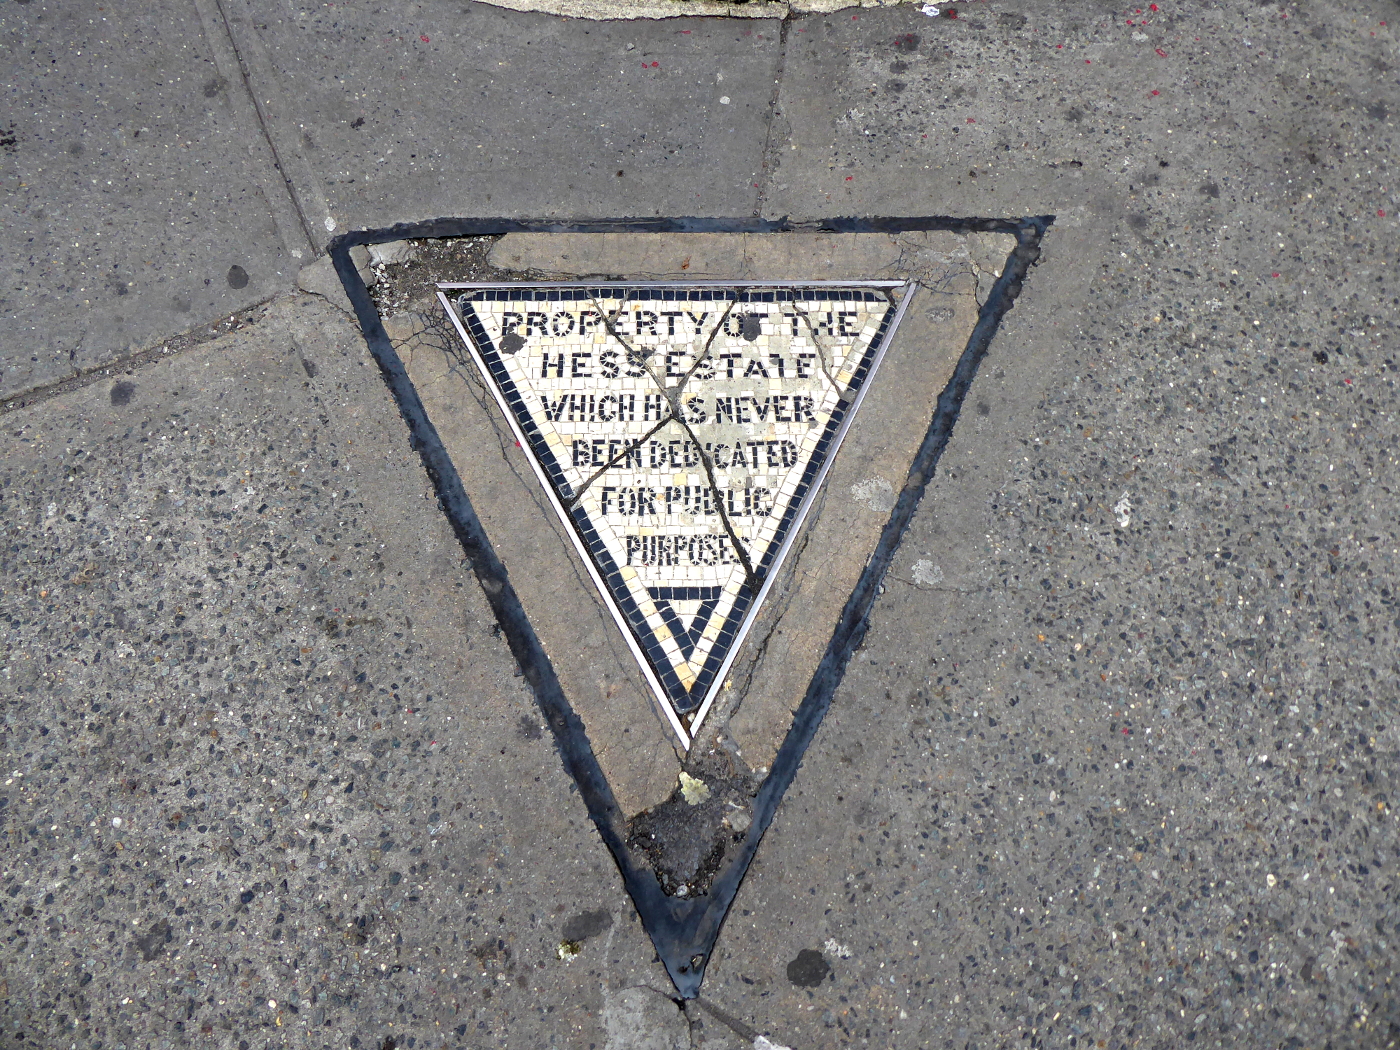 PROPERTY OF THE
HESS ESTATE
WHICH HAS NEVER
BEEN DEDICATED
FOR PUBLIC
PURPOSES